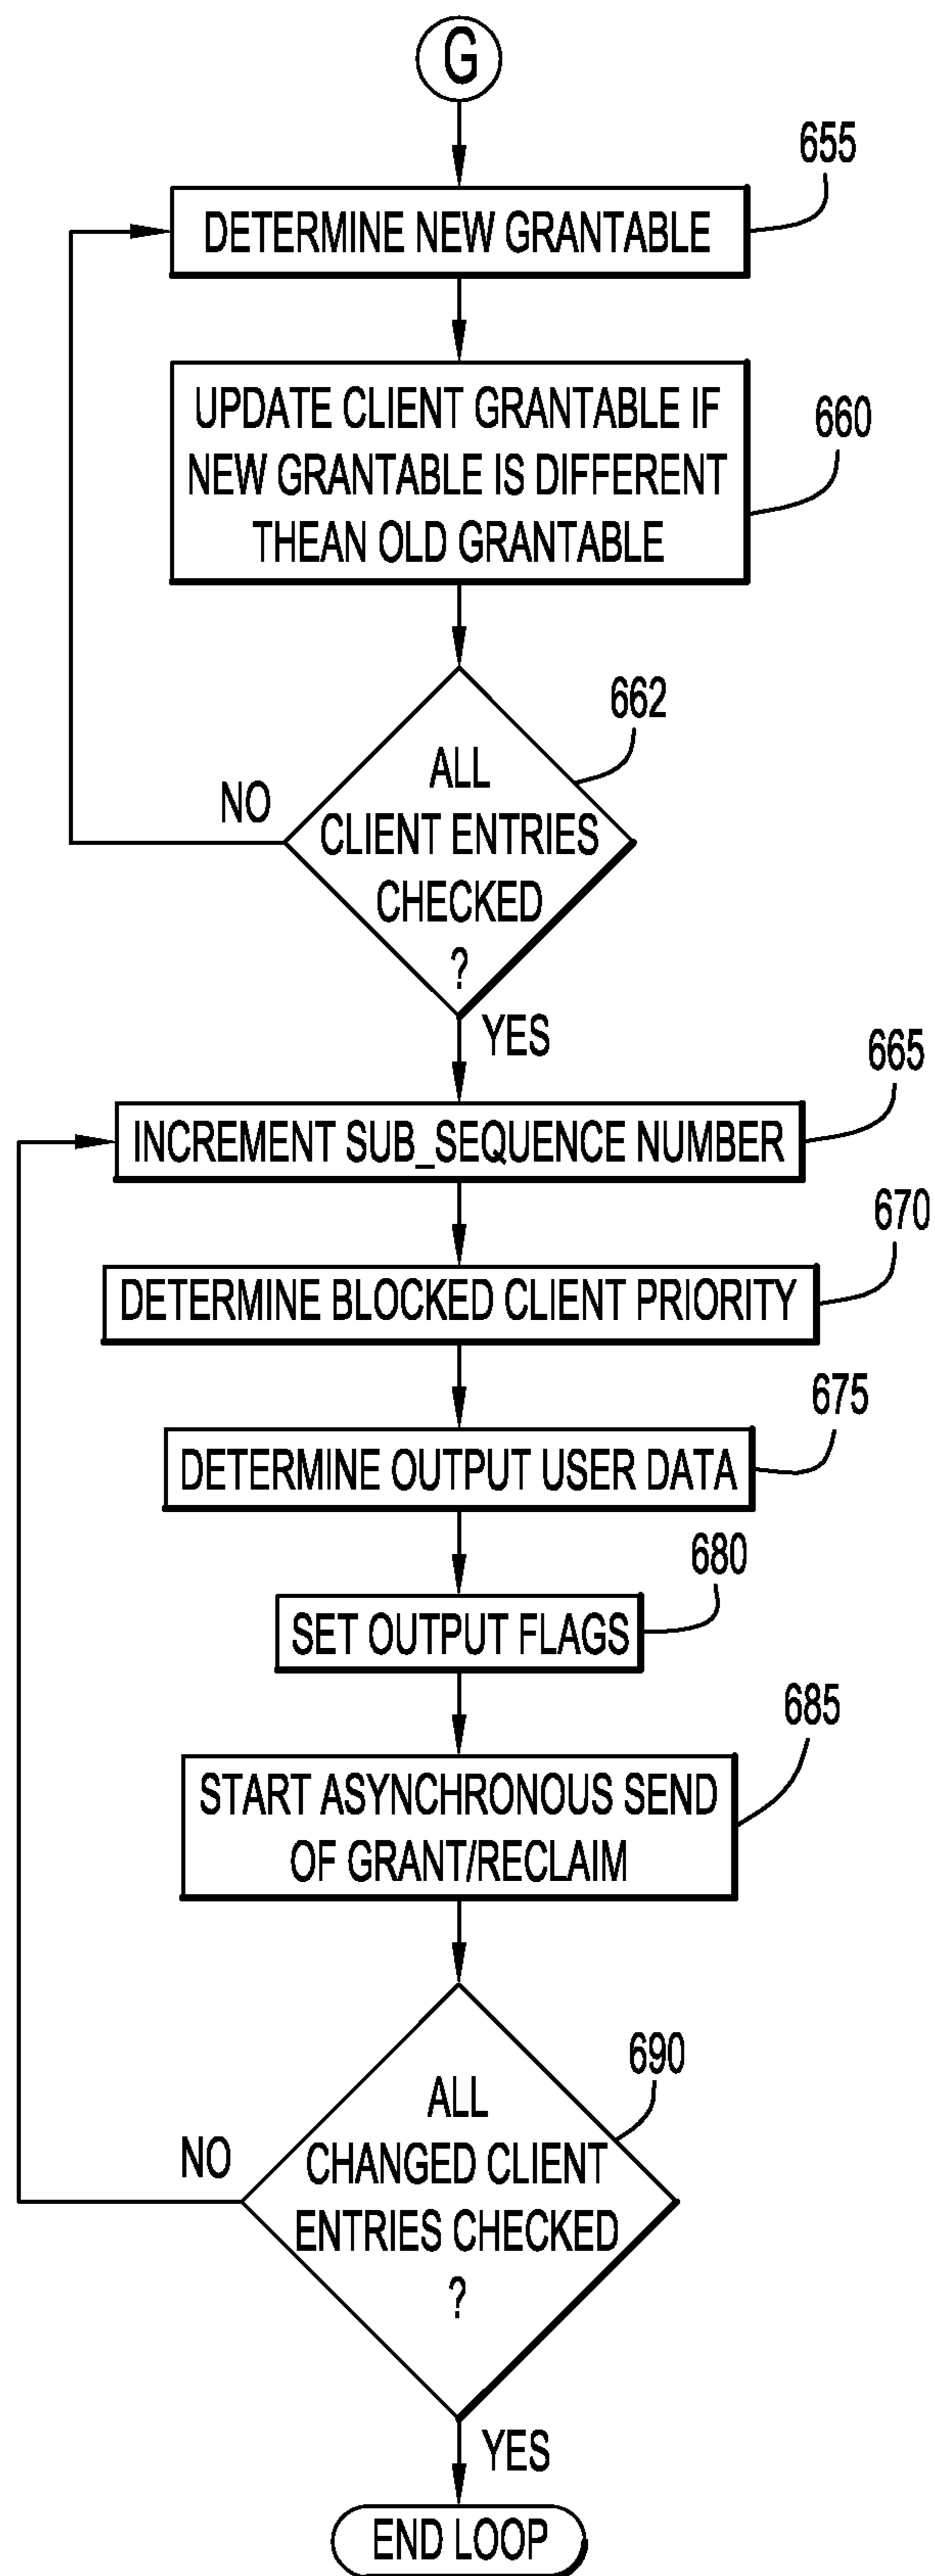 G
655
DETERMINE NEW GRANTABLE
UPDATE CLIENT GRANTABLE IF
NEW GRANTABLE IS DIFFERENT
THEAN OLD GRANTABLE
660
662
ALL
CLIENT ENTRIES
CHECKED
?
NO
YES
665
INCREMENT SUB_SEQUENCE NUMBER
670
DETERMINE BLOCKED CLIENT PRIORITY
675
DETERMINE OUTPUT USER DATA
680
SET OUTPUT FLAGS
685
START ASYNCHRONOUS SEND
OF GRANT/RECLAIM
690
ALL
CHANGED CLIENT
ENTRIES CHECKED
?
NO
YES
END LOOP